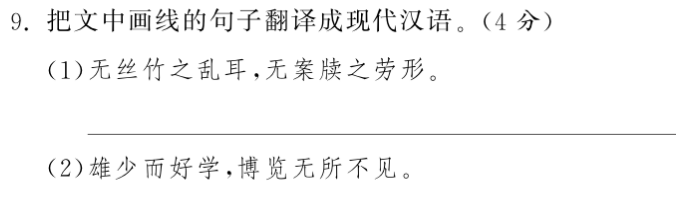 9. 把文中画线的句子翻译成现代汉语。(4 分)
(1)无丝竹之乱耳,无案牍之劳形。
(2)雄少而好学,博览无所不见。